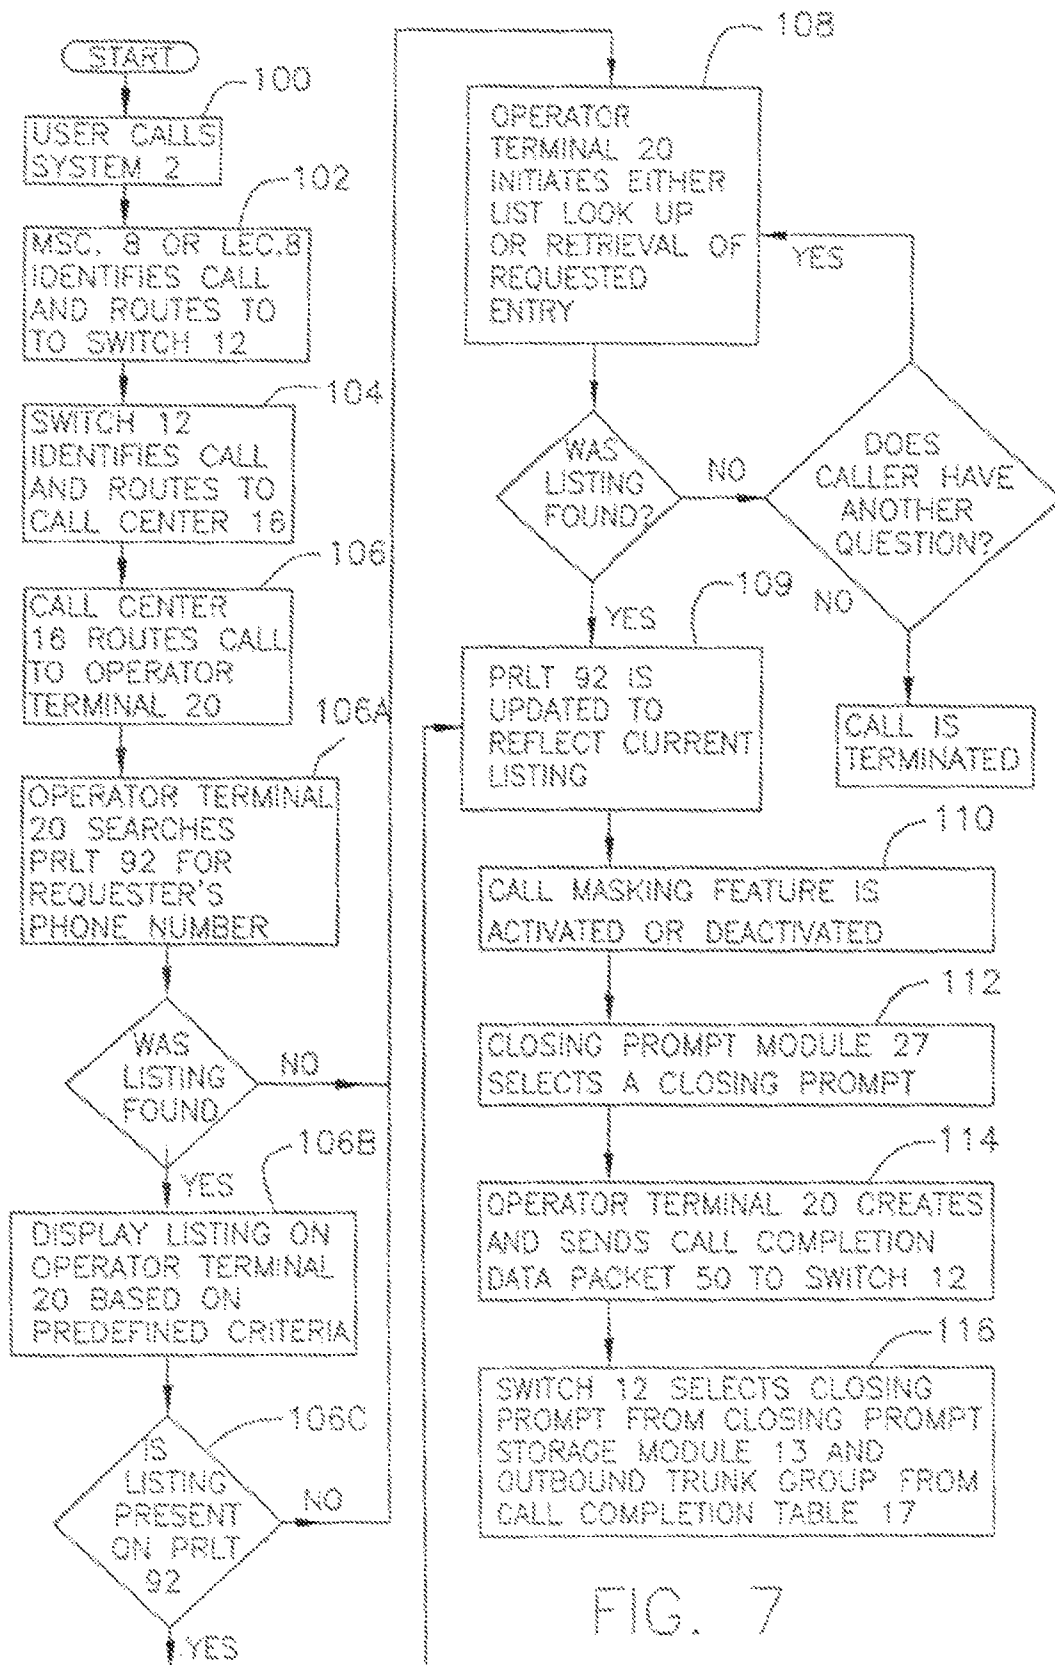 START
100
USER CALLS
SYSTEM 2
102
MSC, 8 OR LEC,8
IDENTIFIES CALL
AND ROUTES TO
TO SWITCH 12
104
SWITCH 12
IDENTIFIES CALL
AND ROUTES TO
CALL CENTER 16
106
CALL CENTER
16 ROUTES CALL
TO OPERATOR
TERMINAL 20
106A
OPERATOR TERMINAL
20 SEARCHES
PRLT 92 FOR
REQUESTER'S
PHONE NUMBER
WAS
LISTING
FOUND
NO
YES
106B
DISPLAY LISTING ON
OPERATOR TERMINAL
20 BASED ON
PREDEFINED CRITERIA
106C
IS
LISTING
PRESENT
ON PRLT
92
NO
YES
108
OPERATOR
TERMINAL 20
INITIATES EITHER
LIST LOOK UP
OR RETRIEVAL OF
REQUESTED
ENTRY
YES
WAS
LISTING
FOUND?
NO
DOES
CALLER HAVE
ANOTHER
QUESTION?
NO
CALL IS
TERMINATED
YES
109
PRLT 92 IS
UPDATED TO
REFLECT CURRENT
LISTING
110
CALL MASKING FEATURE IS
ACTIVATED OR DEACTIVATED
112
CLOSING PROMPT MODULE 27
SELECTS A CLOSING PROMPT
114
OPERATOR TERMINAL 20 CREATES
AND SENDS CALL COMPLETION
DATA PACKET 50 TO SWITCH 12
116
SWITCH 12 SELECTS CLOSING
PROMPT FROM CLOSING PROMPT
STORAGE MODULE 13 AND
OUTBOUND TRUNK GROUP FROM
CALL COMPLETION TABLE 17
FIG. 7